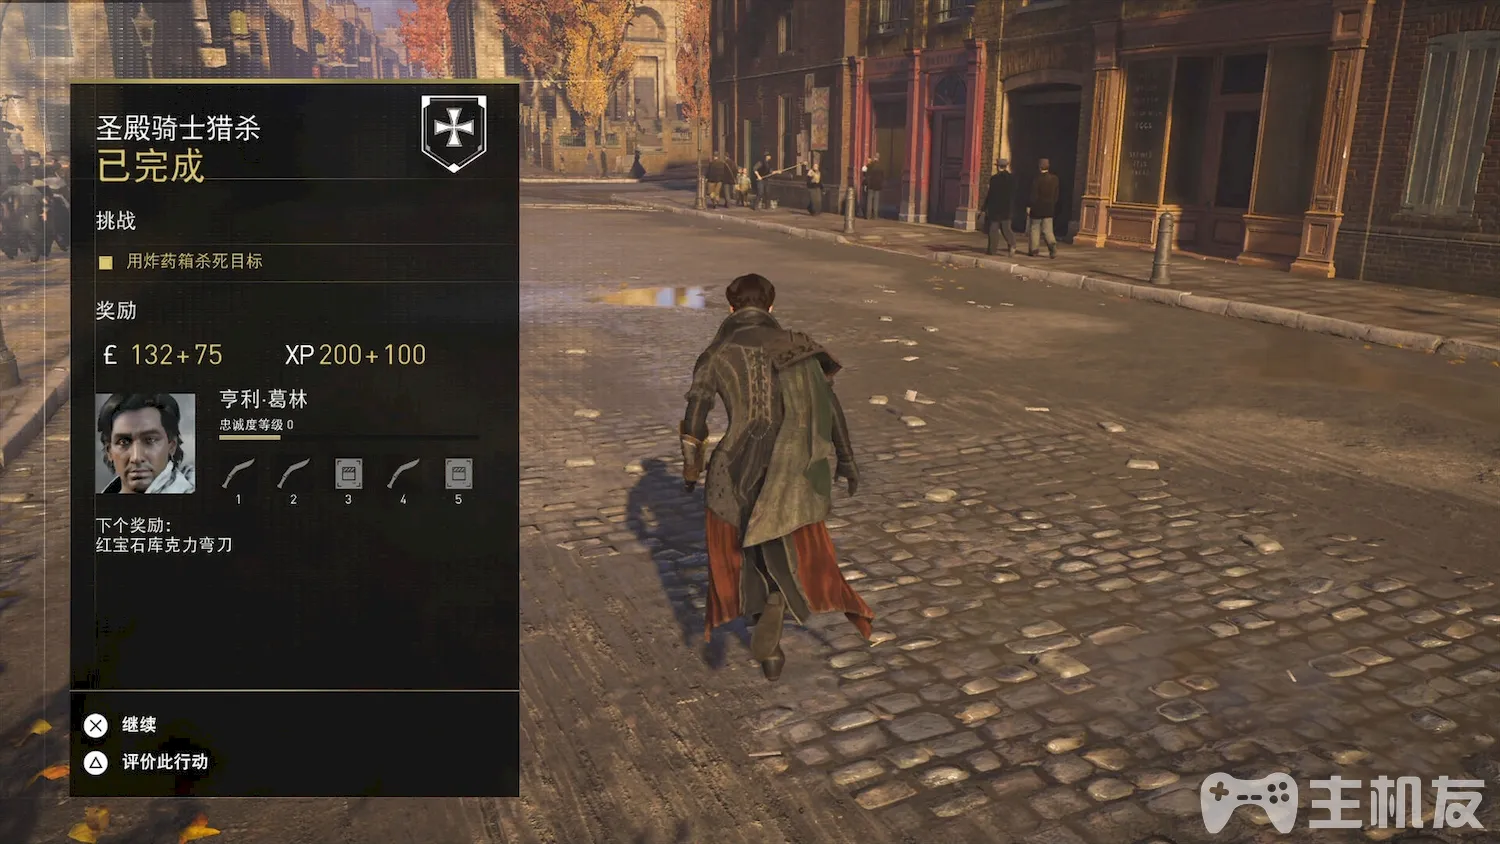 圣殿骑士猎杀
已完成
挑战
用炸药箱杀死目标
奖励
£ 132+75 XP 200+100
亨利·葛林
忠诚度等级 0
1 2 3 4 5
下个奖励:
红宝石库克力弯刀
继续
评价此行动
主机友